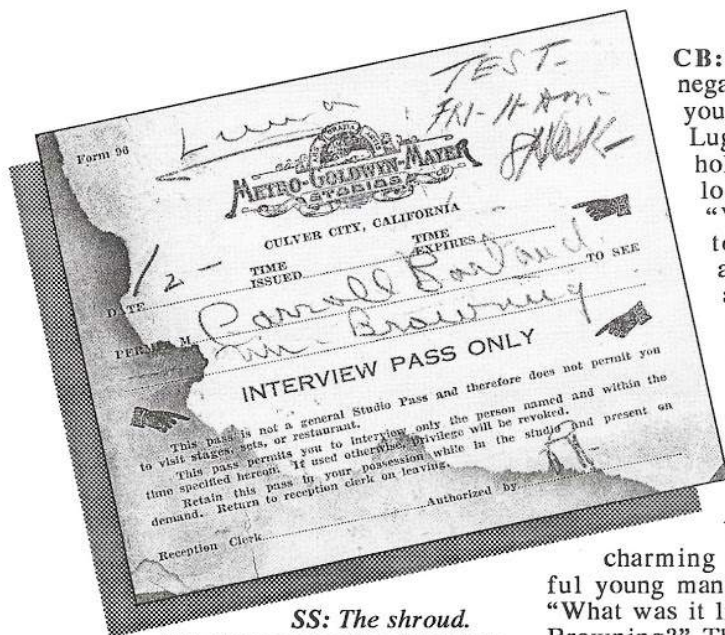 Form 96
Luna
TEST-
FRI-11 AM-
METRO-GOLDWYN-MAYER
STUDIOS
CULVER CITY, CALIFORNIA
DATE 12- TIME ISSUED TIME EXPIRES
PERMIT M Carroll Borland TO SEE
Mr. Browning
INTERVIEW PASS ONLY
This pass is not a general Studio Pass and therefore does not permit you
to visit stages, sets, or restaurant.
This pass permits you to interview only the person named and within the
time specified hereon. If used otherwise, privilege will be revoked.
Retain this pass in your possession while in the studio and present on
demand. Return to reception clerk on leaving.
Reception Clerk Authorized by
SS: The shroud.
CB:
nega
you
Lug
hol
lo
"
te
a
a
charming
ful young man
"What was it l
Browning?" Th